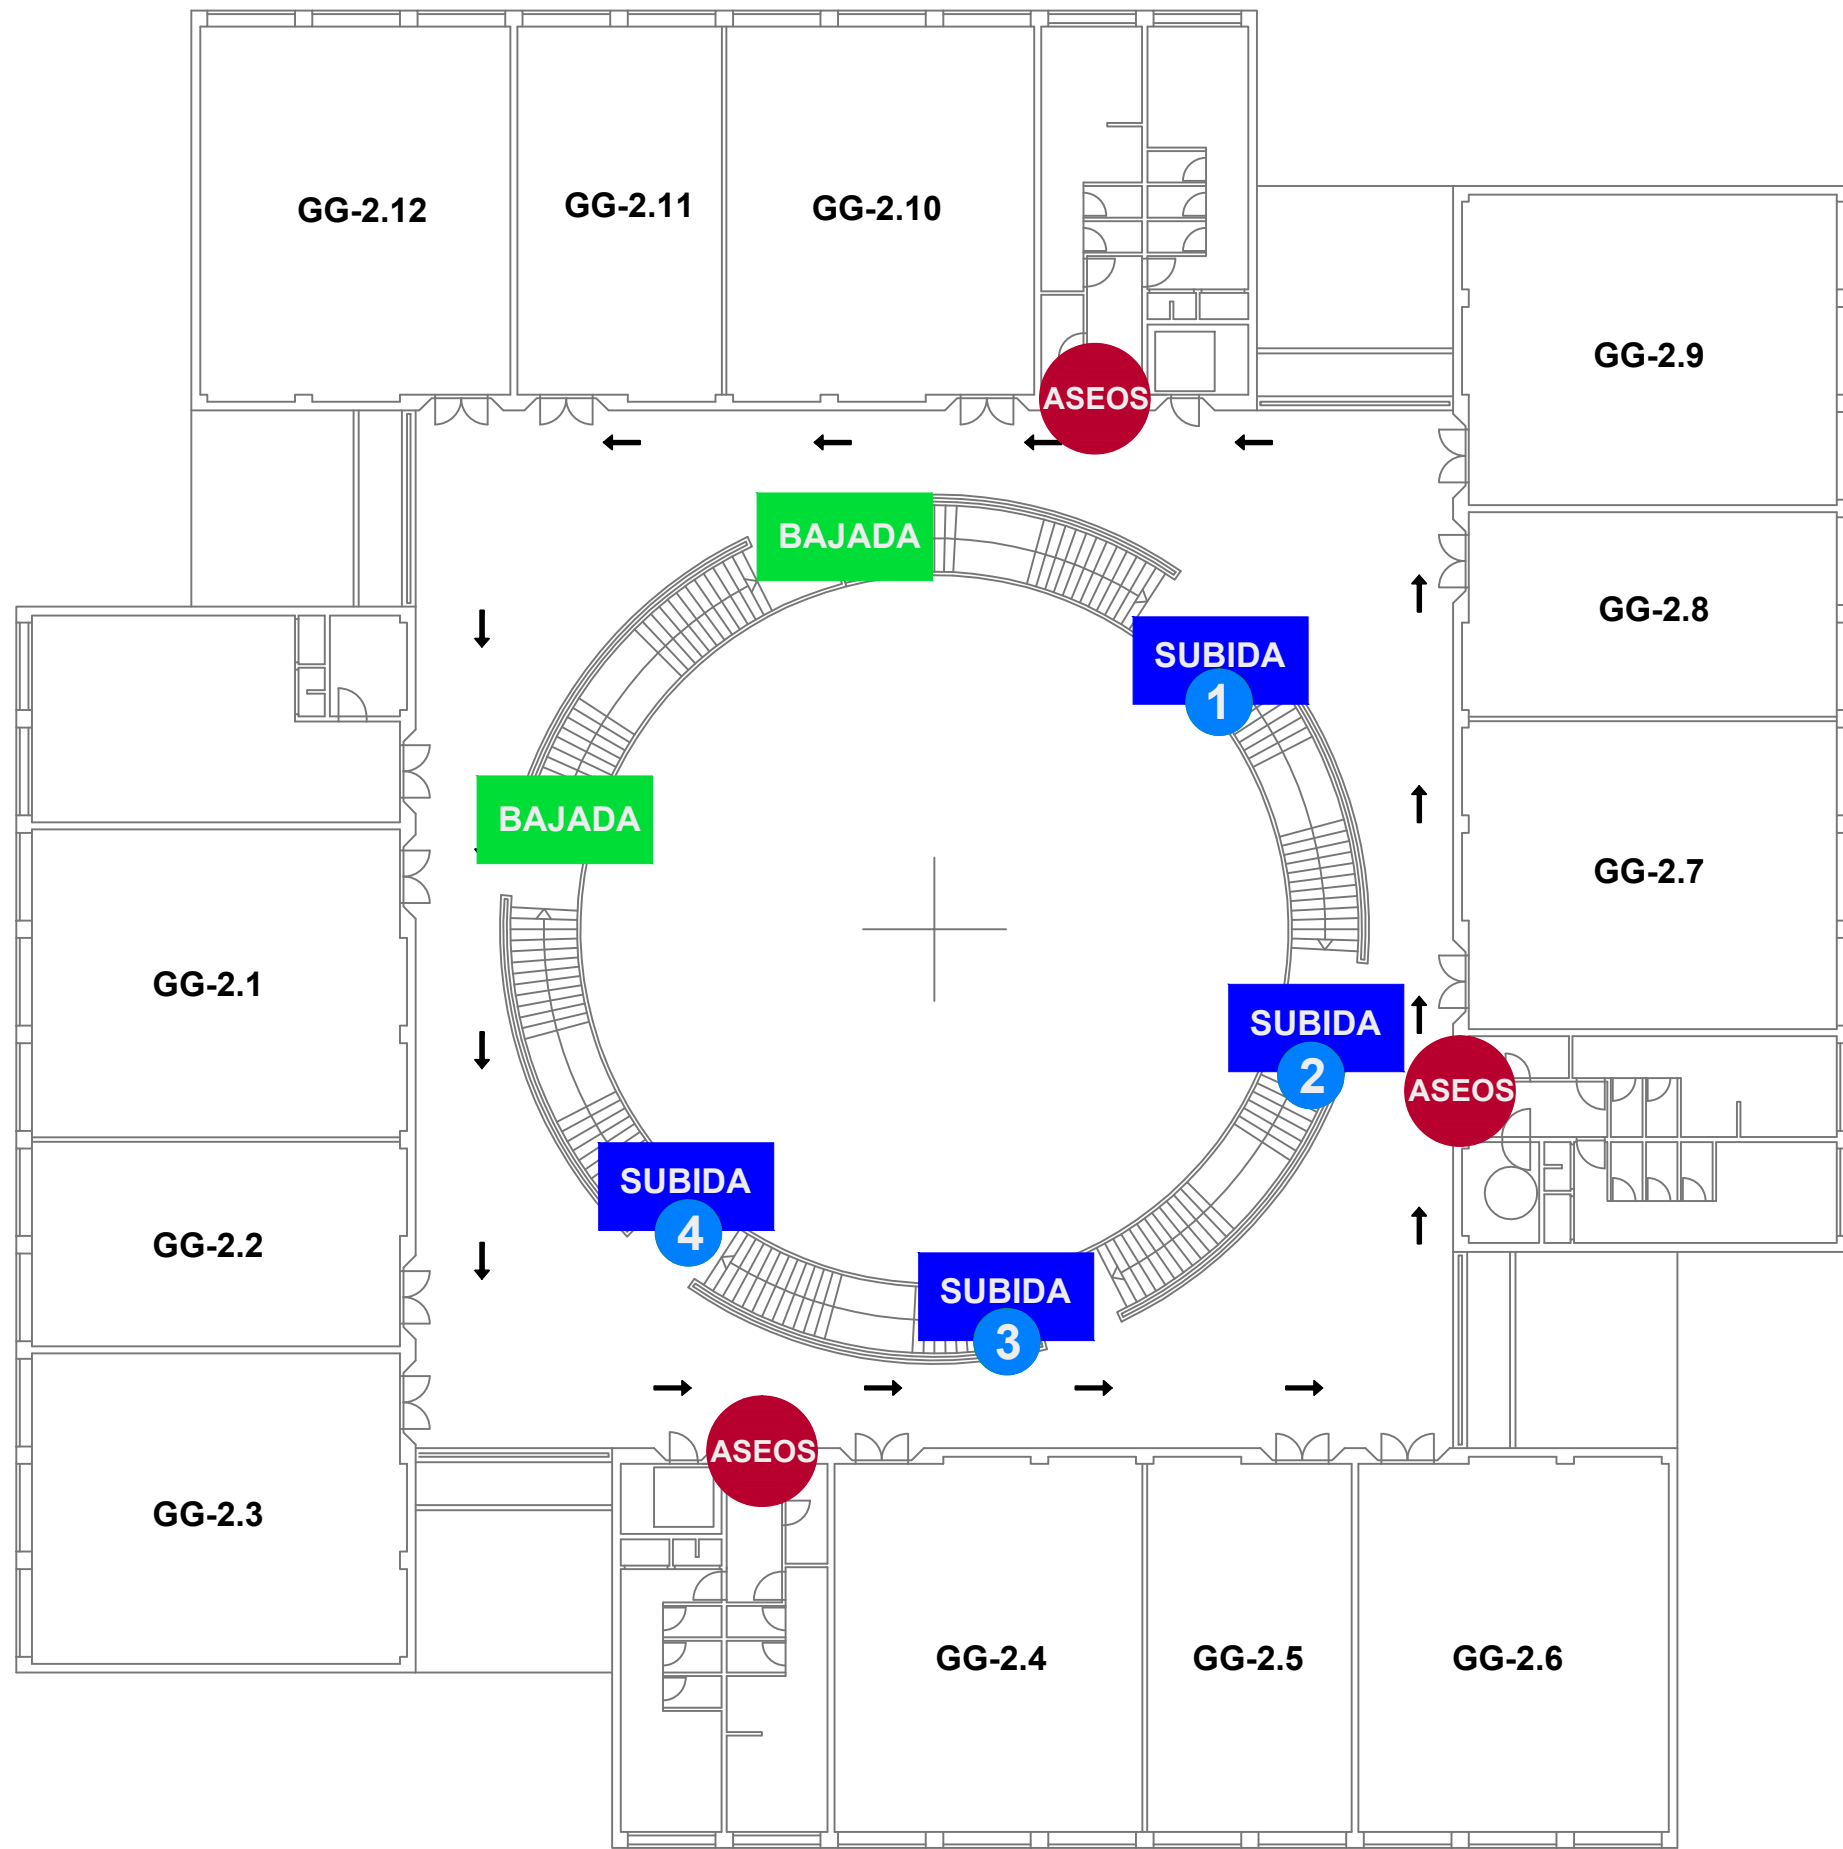 GG-2.12
GG-2.11
GG-2.10
GG-2.9
ASEOS
BAJADA
GG-2.8
SUBIDA
1
BAJADA
GG-2.7
GG-2.1
SUBIDA
2
ASEOS
SUBIDA
4
GG-2.2
SUBIDA
3
ASEOS
GG-2.3
GG-2.4
GG-2.5
GG-2.6